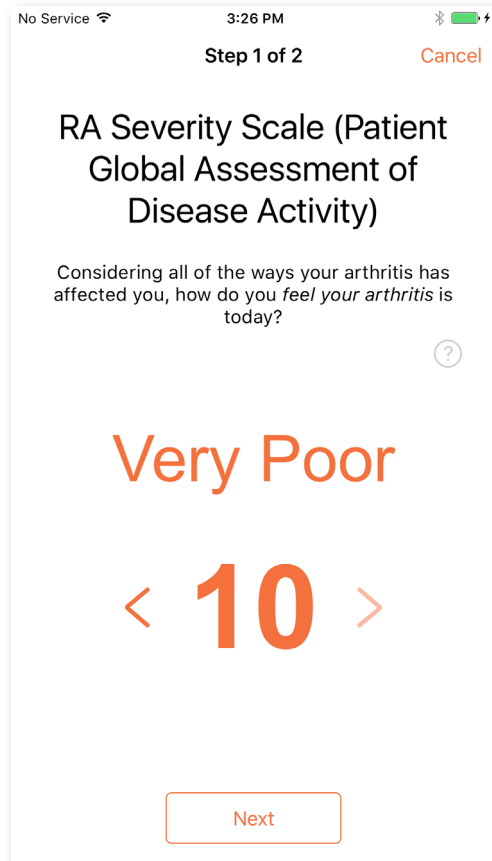 No Service 3:26 PM
Step 1 of 2 Cancel
RA Severity Scale (Patient
Global Assessment of
Disease Activity)
Considering all of the ways your arthritis has
affected you, how do you feel your arthritis is
today?
?
Very Poor
< 10 >
Next